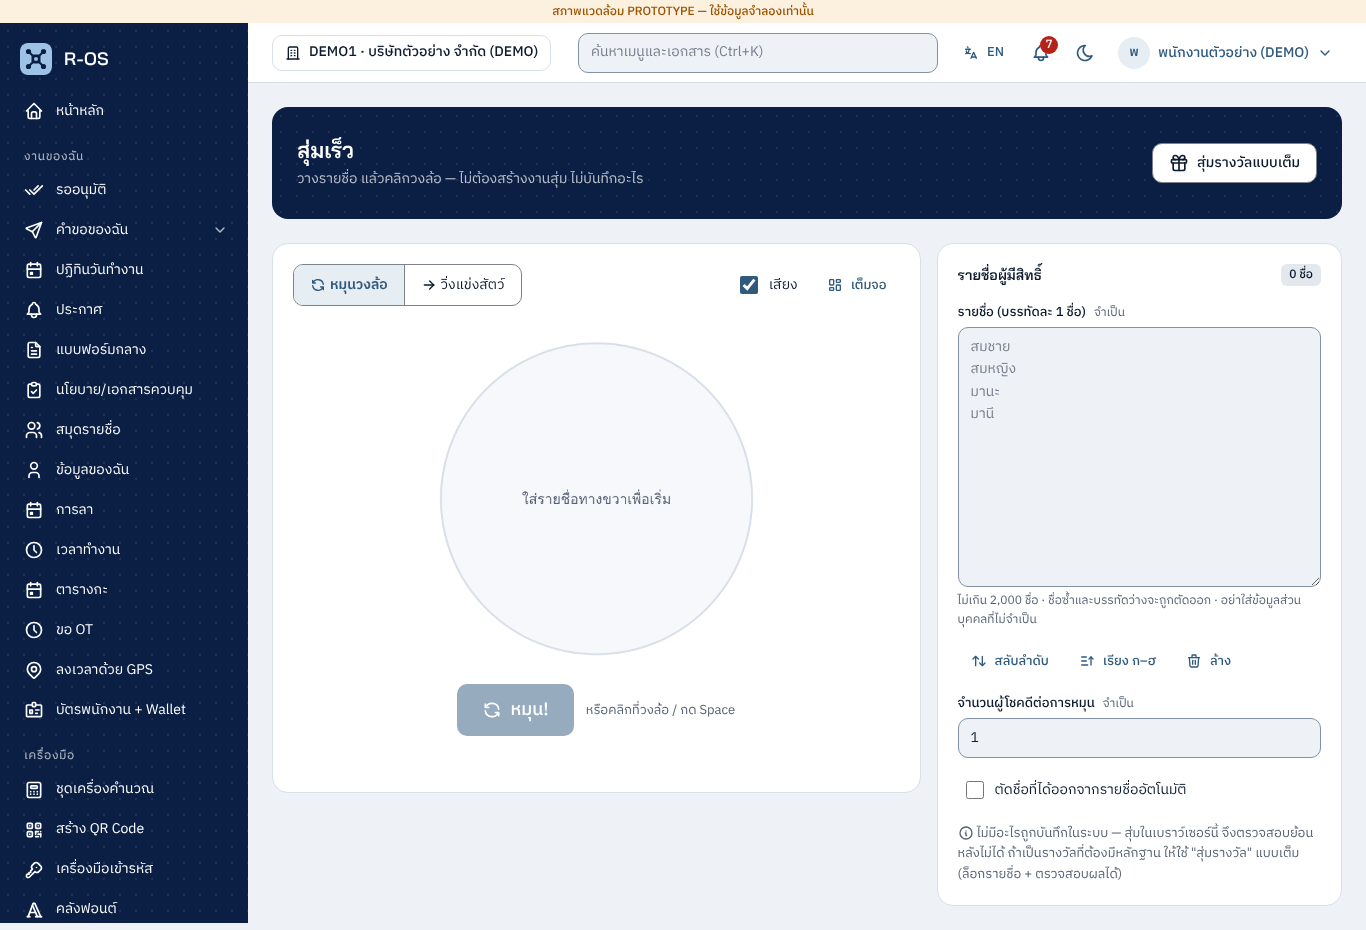 สภาพแวดล้อม PROTOTYPE — ใช้ข้อมูลจำลองเท่านั้น
R-OS
DEMO1 · บริษัทตัวอย่าง จำกัด (DEMO)
ค้นหาเมนูและเอกสาร (Ctrl+K)
EN
7
พ
พนักงานตัวอย่าง (DEMO)
หน้าหลัก
งานของฉัน
รออนุมัติ
คำขอของฉัน
ปฏิทินวันทำงาน
ประกาศ
แบบฟอร์มกลาง
นโยบาย/เอกสารควบคุม
สมุดรายชื่อ
ข้อมูลของฉัน
การลา
เวลาทำงาน
ตารางกะ
ขอ OT
ลงเวลาด้วย GPS
บัตรพนักงาน + Wallet
เครื่องมือ
ชุดเครื่องคำนวณ
สร้าง QR Code
เครื่องมือเข้ารหัส
คลังฟอนต์
สุ่มเร็ว
วางรายชื่อ แล้วคลิกวงล้อ — ไม่ต้องสร้างงานสุ่ม ไม่บันทึกอะไร
สุ่มรางวัลแบบเต็ม
หมุนวงล้อ
วิ่งแข่งสัตว์
เสียง
เต็มจอ
ใส่รายชื่อทางขวาเพื่อเริ่ม
หมุน!
หรือคลิกที่วงล้อ / กด Space
รายชื่อผู้มีสิทธิ์
0 ชื่อ
รายชื่อ (บรรทัดละ 1 ชื่อ) จำเป็น
สมชาย
สมหญิง
มานะ
มานี
ไม่เกิน 2,000 ชื่อ · ชื่อซ้ำและบรรทัดว่างจะถูกตัดออก · อย่าใส่ข้อมูลส่วน
บุคคลที่ไม่จำเป็น
สลับลำดับ
เรียง ก–ฮ
ล้าง
จำนวนผู้โชคดีต่อการหมุน จำเป็น
1
ตัดชื่อที่ได้ออกจากรายชื่ออัตโนมัติ
ไม่มีอะไรถูกบันทึกในระบบ — สุ่มในเบราว์เซอร์นี้ จึงตรวจสอบย้อน
หลังไม่ได้ ถ้าเป็นรางวัลที่ต้องมีหลักฐาน ให้ใช้ "สุ่มรางวัล" แบบเต็ม
(ล็อกรายชื่อ + ตรวจสอบผลได้)